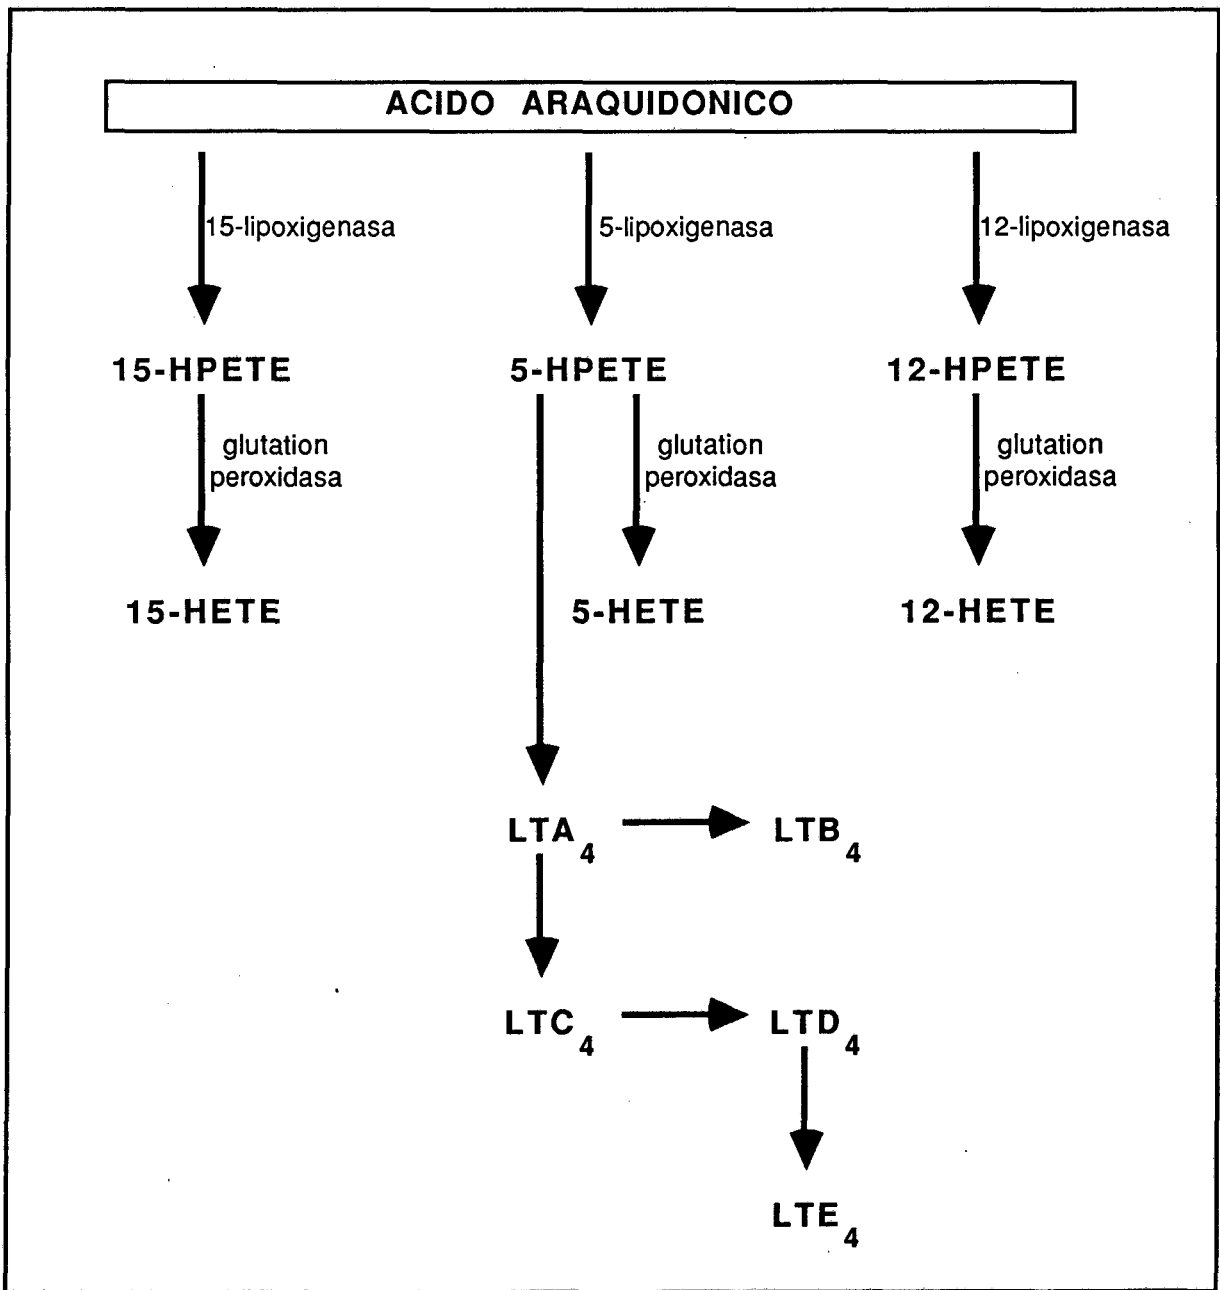 ACIDO ARAQUIDONICO
15-lipoxigenasa
5-lipoxigenasa
12-lipoxigenasa
15-HPETE
5-HPETE
12-HPETE
glutation
peroxidasa
glutation
peroxidasa
glutation
peroxidasa
15-HETE
5-HETE
12-HETE
LTA4
LTB4
LTC4
LTD4
LTE4